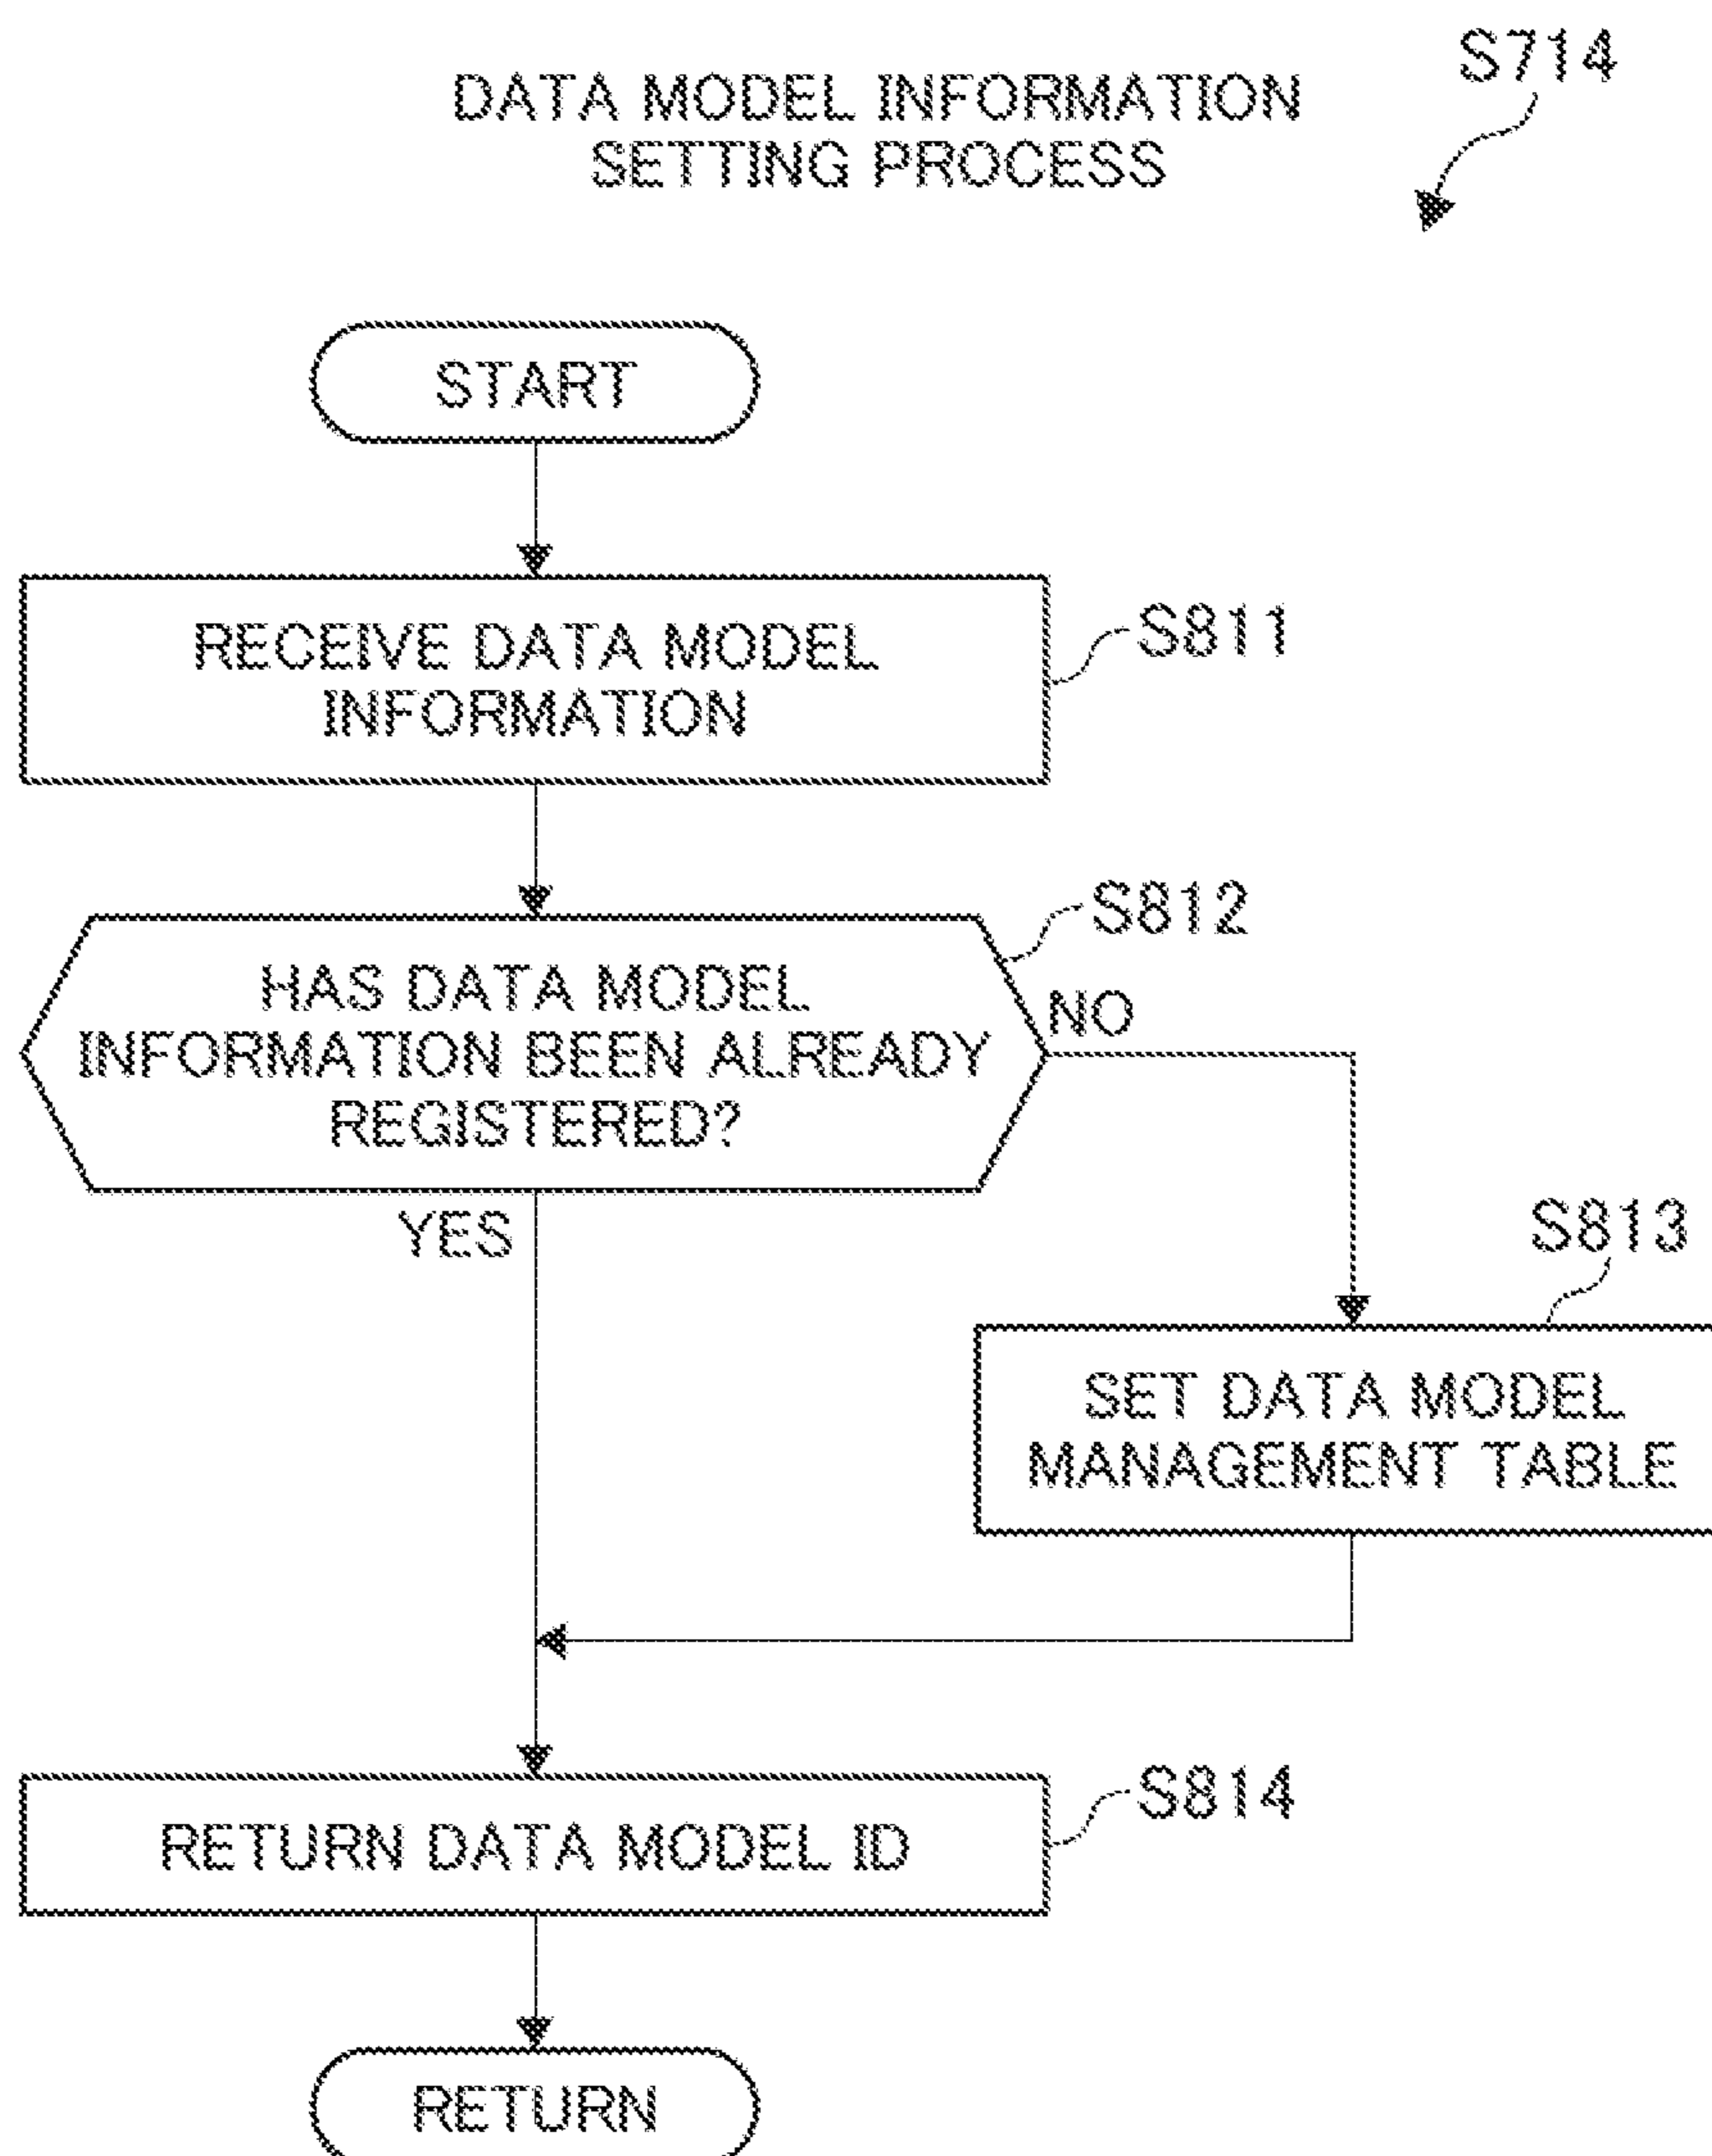 S714
DATA MODEL INFORMATION
SETTING PROCESS
START
RECEIVE DATA MODEL
INFORMATION
S811
S812
HAS DATA MODEL
INFORMATION BEEN ALREADY
REGISTERED?
NO
YES
S813
SET DATA MODEL
MANAGEMENT TABLE
S814
RETURN DATA MODEL ID
RETURN